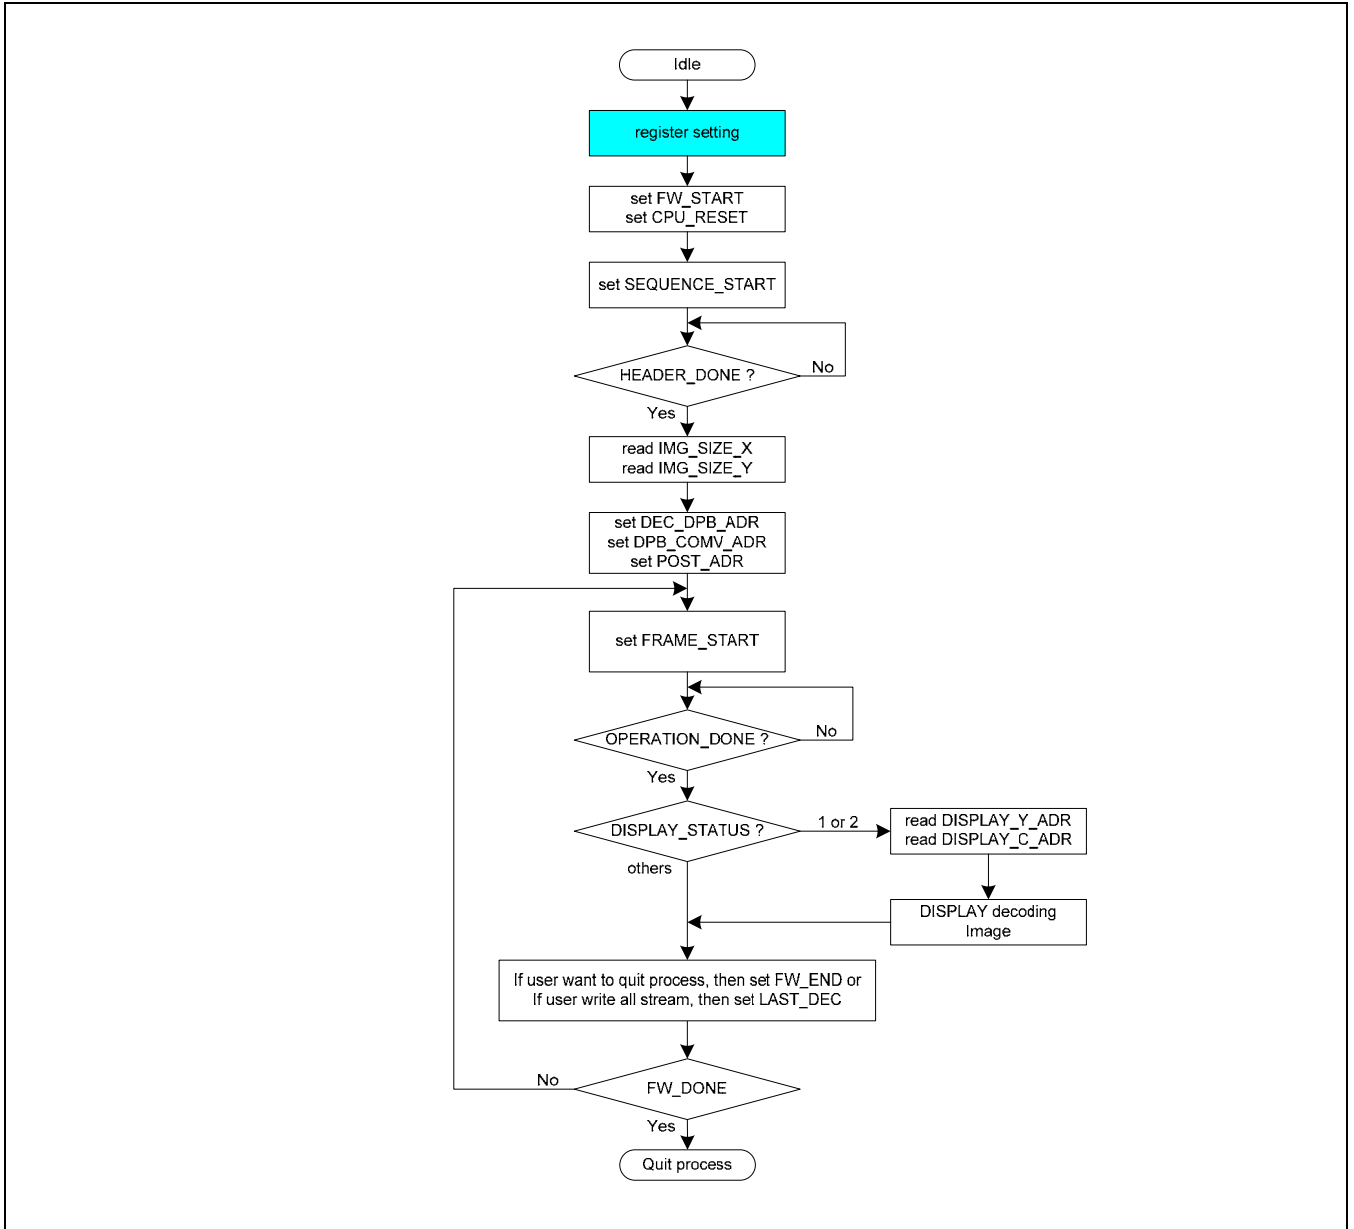 Idle
register setting
set FW_START
set CPU_RESET
set SEQUENCE_START
HEADER_DONE ?
No
Yes
read IMG_SIZE_X
read IMG_SIZE_Y
set DEC_DPB_ADR
set DPB_COMV_ADR
set POST_ADR
set FRAME_START
OPERATION_DONE ?
No
Yes
DISPLAY_STATUS ?
1 or 2
read DISPLAY_Y_ADR
read DISPLAY_C_ADR
others
DISPLAY decoding
Image
If user want to quit process, then set FW_END or
If user write all stream, then set LAST_DEC
No
FW_DONE
Yes
Quit process